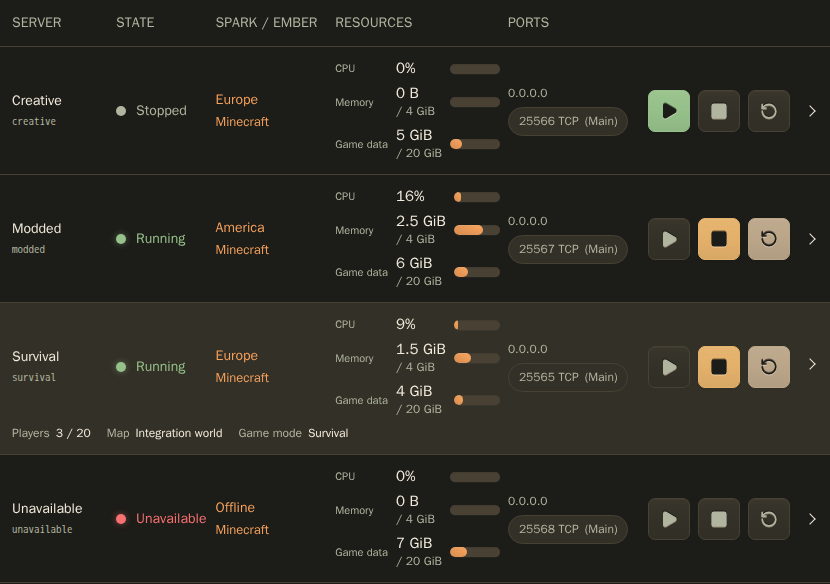 SERVER STATE SPARK / EMBER RESOURCES PORTS
Creative
creative
Stopped
Europe
Minecraft
CPU 0%
Memory 0 B
/ 4 GiB
Game data 5 GiB
/ 20 GiB
0.0.0.0
25566 TCP (Main)
Modded
modded
Running
America
Minecraft
CPU 16%
Memory 2.5 GiB
/ 4 GiB
Game data 6 GiB
/ 20 GiB
0.0.0.0
25567 TCP (Main)
Survival
survival
Running
Europe
Minecraft
CPU 9%
Memory 1.5 GiB
/ 4 GiB
Game data 4 GiB
/ 20 GiB
0.0.0.0
25565 TCP (Main)
Players 3 / 20 Map Integration world Game mode Survival
Unavailable
unavailable
Unavailable
Offline
Minecraft
CPU 0%
Memory 0 B
/ 4 GiB
Game data 7 GiB
/ 20 GiB
0.0.0.0
25568 TCP (Main)